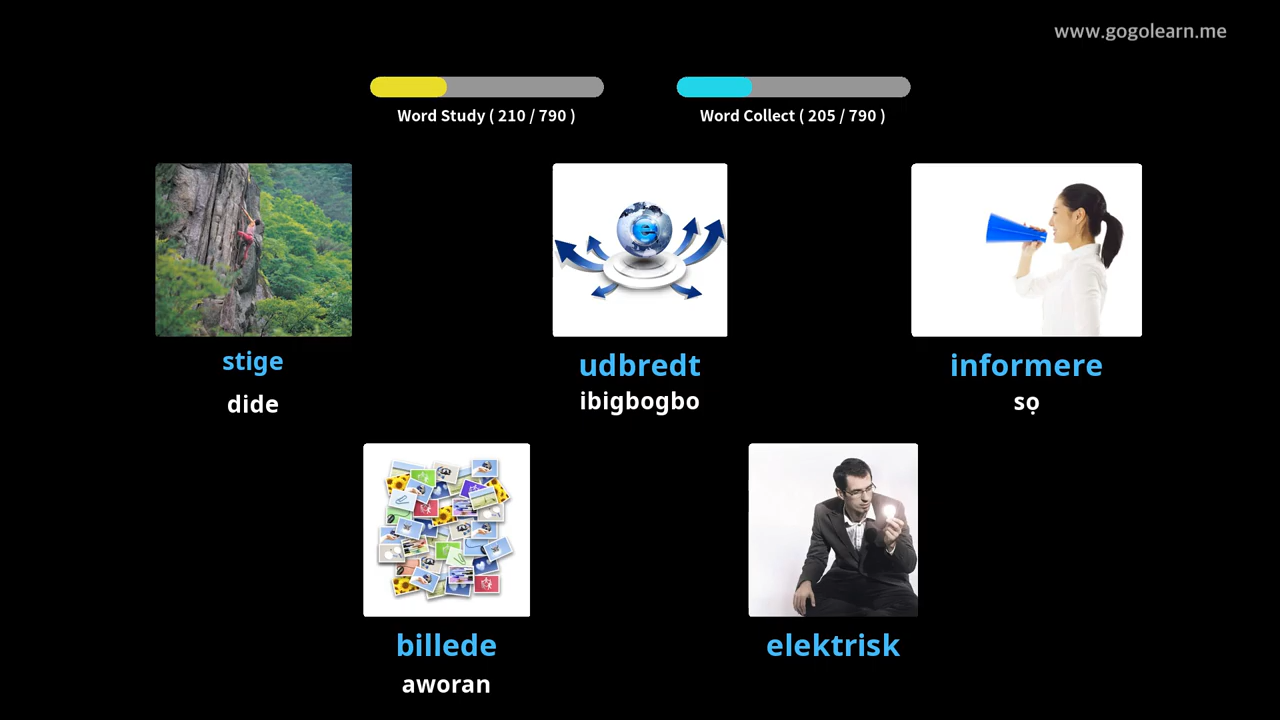 www.gogolearn.me
Word Study ( 210 / 790 )
Word Collect ( 205 / 790 )
stige
dide
udbredt
ibigbogbo
informere
sọ
billede
aworan
elektrisk